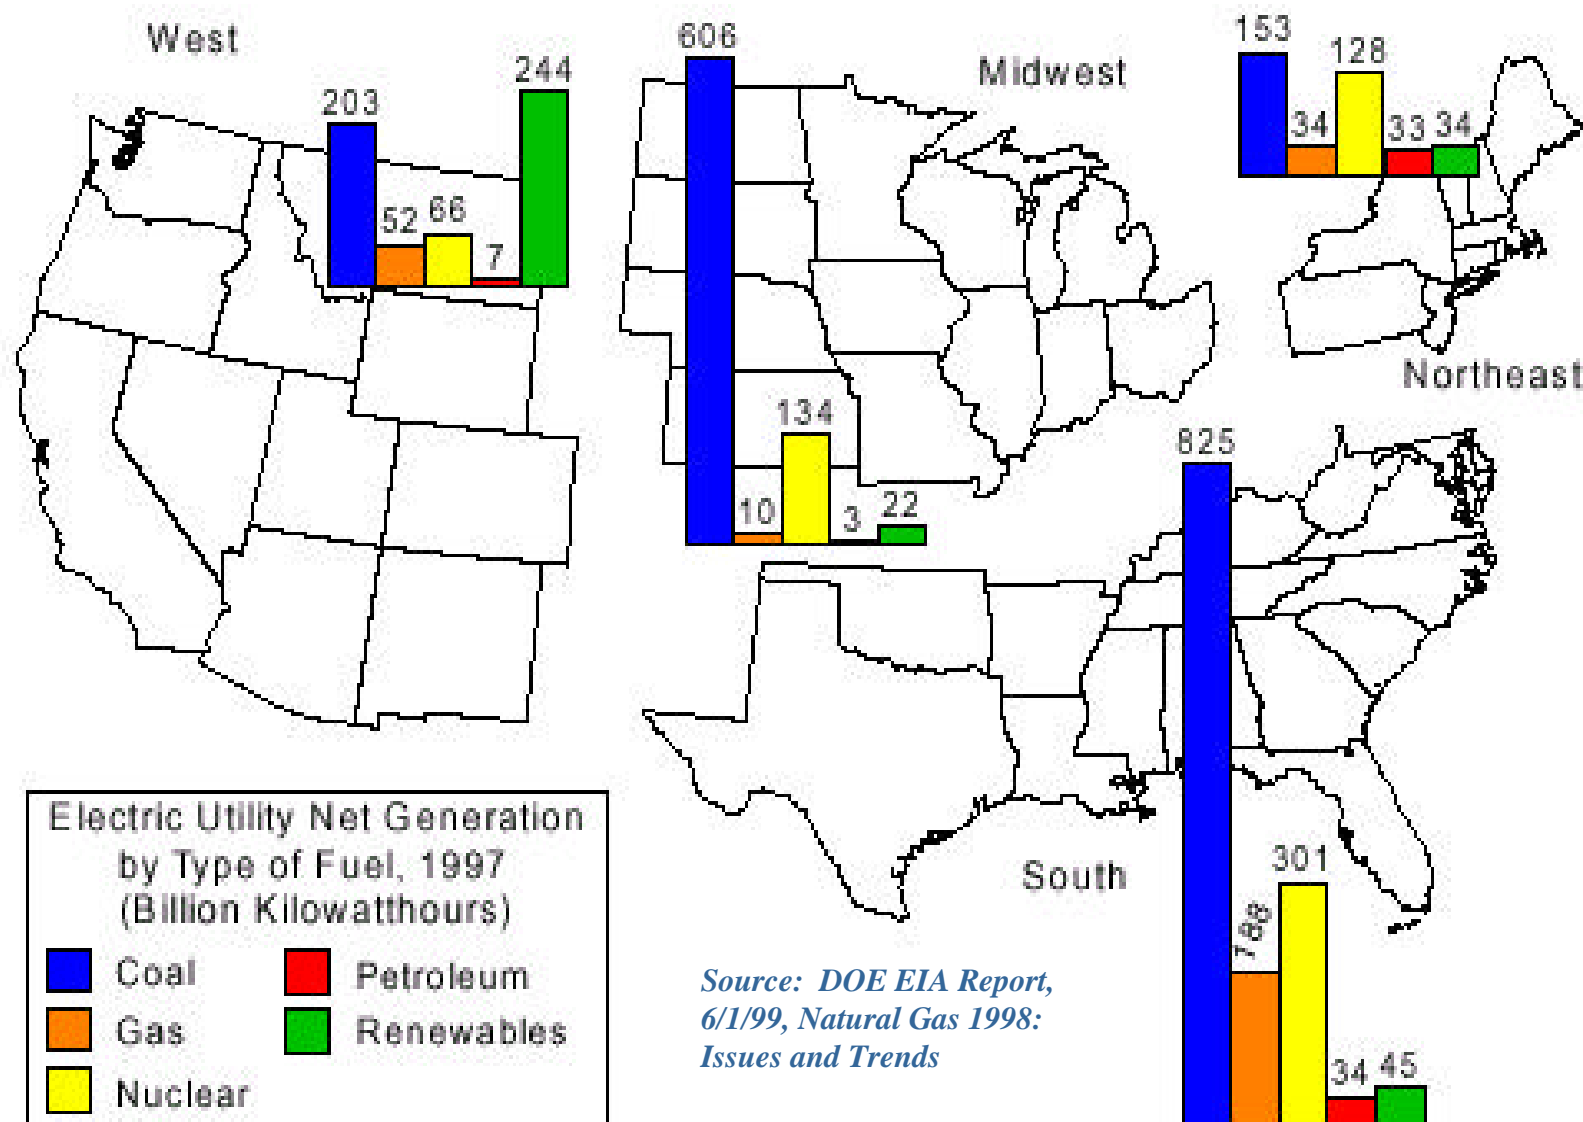 West
203
52
66
7
244
606
10
134
3
22
Midwest
153
34
128
33
34
Northeast
825
188
301
34
45
South
Electric Utility Net Generation
by Type of Fuel, 1997
(Billion Kilowatthours)
Coal
Gas
Nuclear
Petroleum
Renewables
Source: DOE EIA Report,
6/1/99, Natural Gas 1998:
Issues and Trends